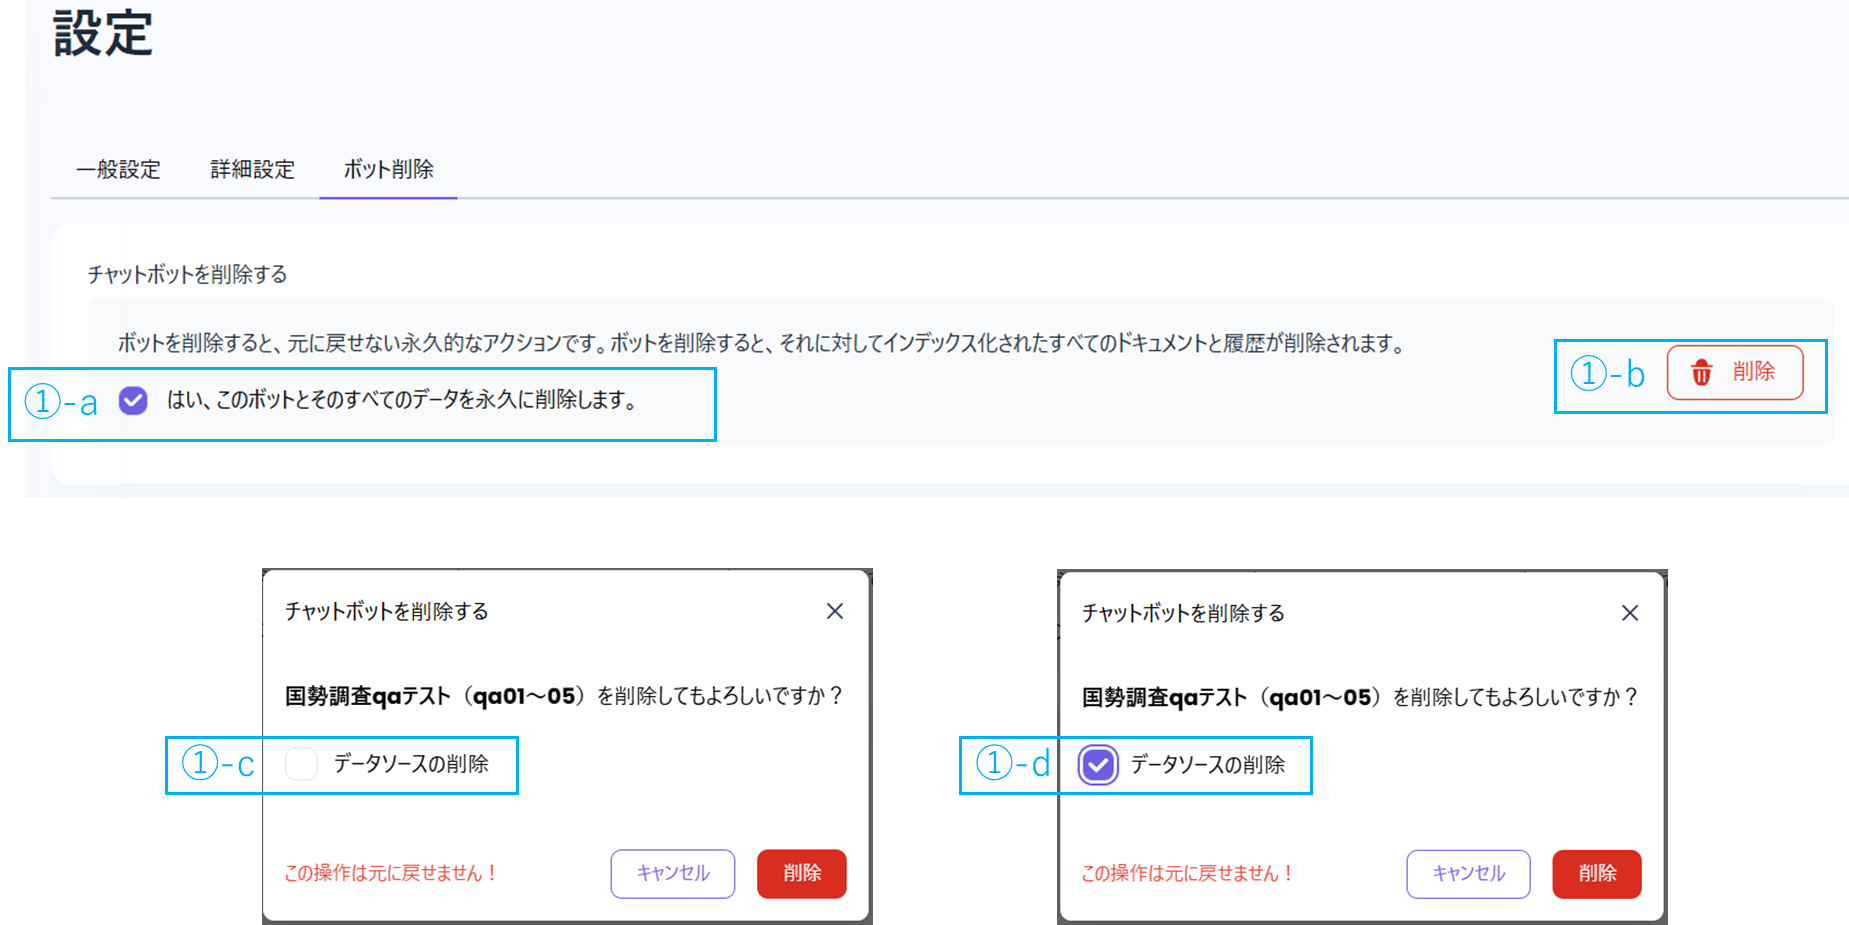 設定
一般設定 詳細設定 ボット削除
チャットボットを削除する
ボットを削除すると、元に戻せない永久的なアクションです。ボットを削除すると、それに対してインデックス化されたすべてのドキュメントと履歴が削除されます。
①-a はい、このボットとそのすべてのデータを永久に削除します。
①-b 削除
チャットボットを削除する
国勢調査qaテスト（qa01～05）を削除してもよろしいですか？
①-c データソースの削除
この操作は元に戻せません！ キャンセル 削除
チャットボットを削除する
国勢調査qaテスト（qa01～05）を削除してもよろしいですか？
①-d データソースの削除
この操作は元に戻せません！ キャンセル 削除